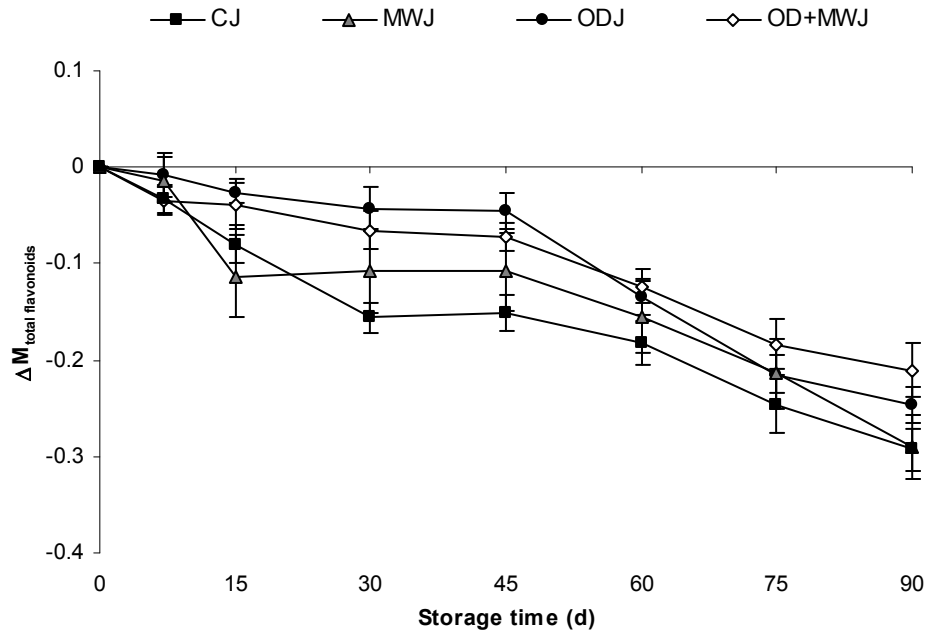 CJ MWJ ODJ OD+MWJ
0.1
0
-0.1
-0.2
-0.3
-0.4
ΔM total flavonoids
0 15 30 45 60 75 90
Storage time (d)